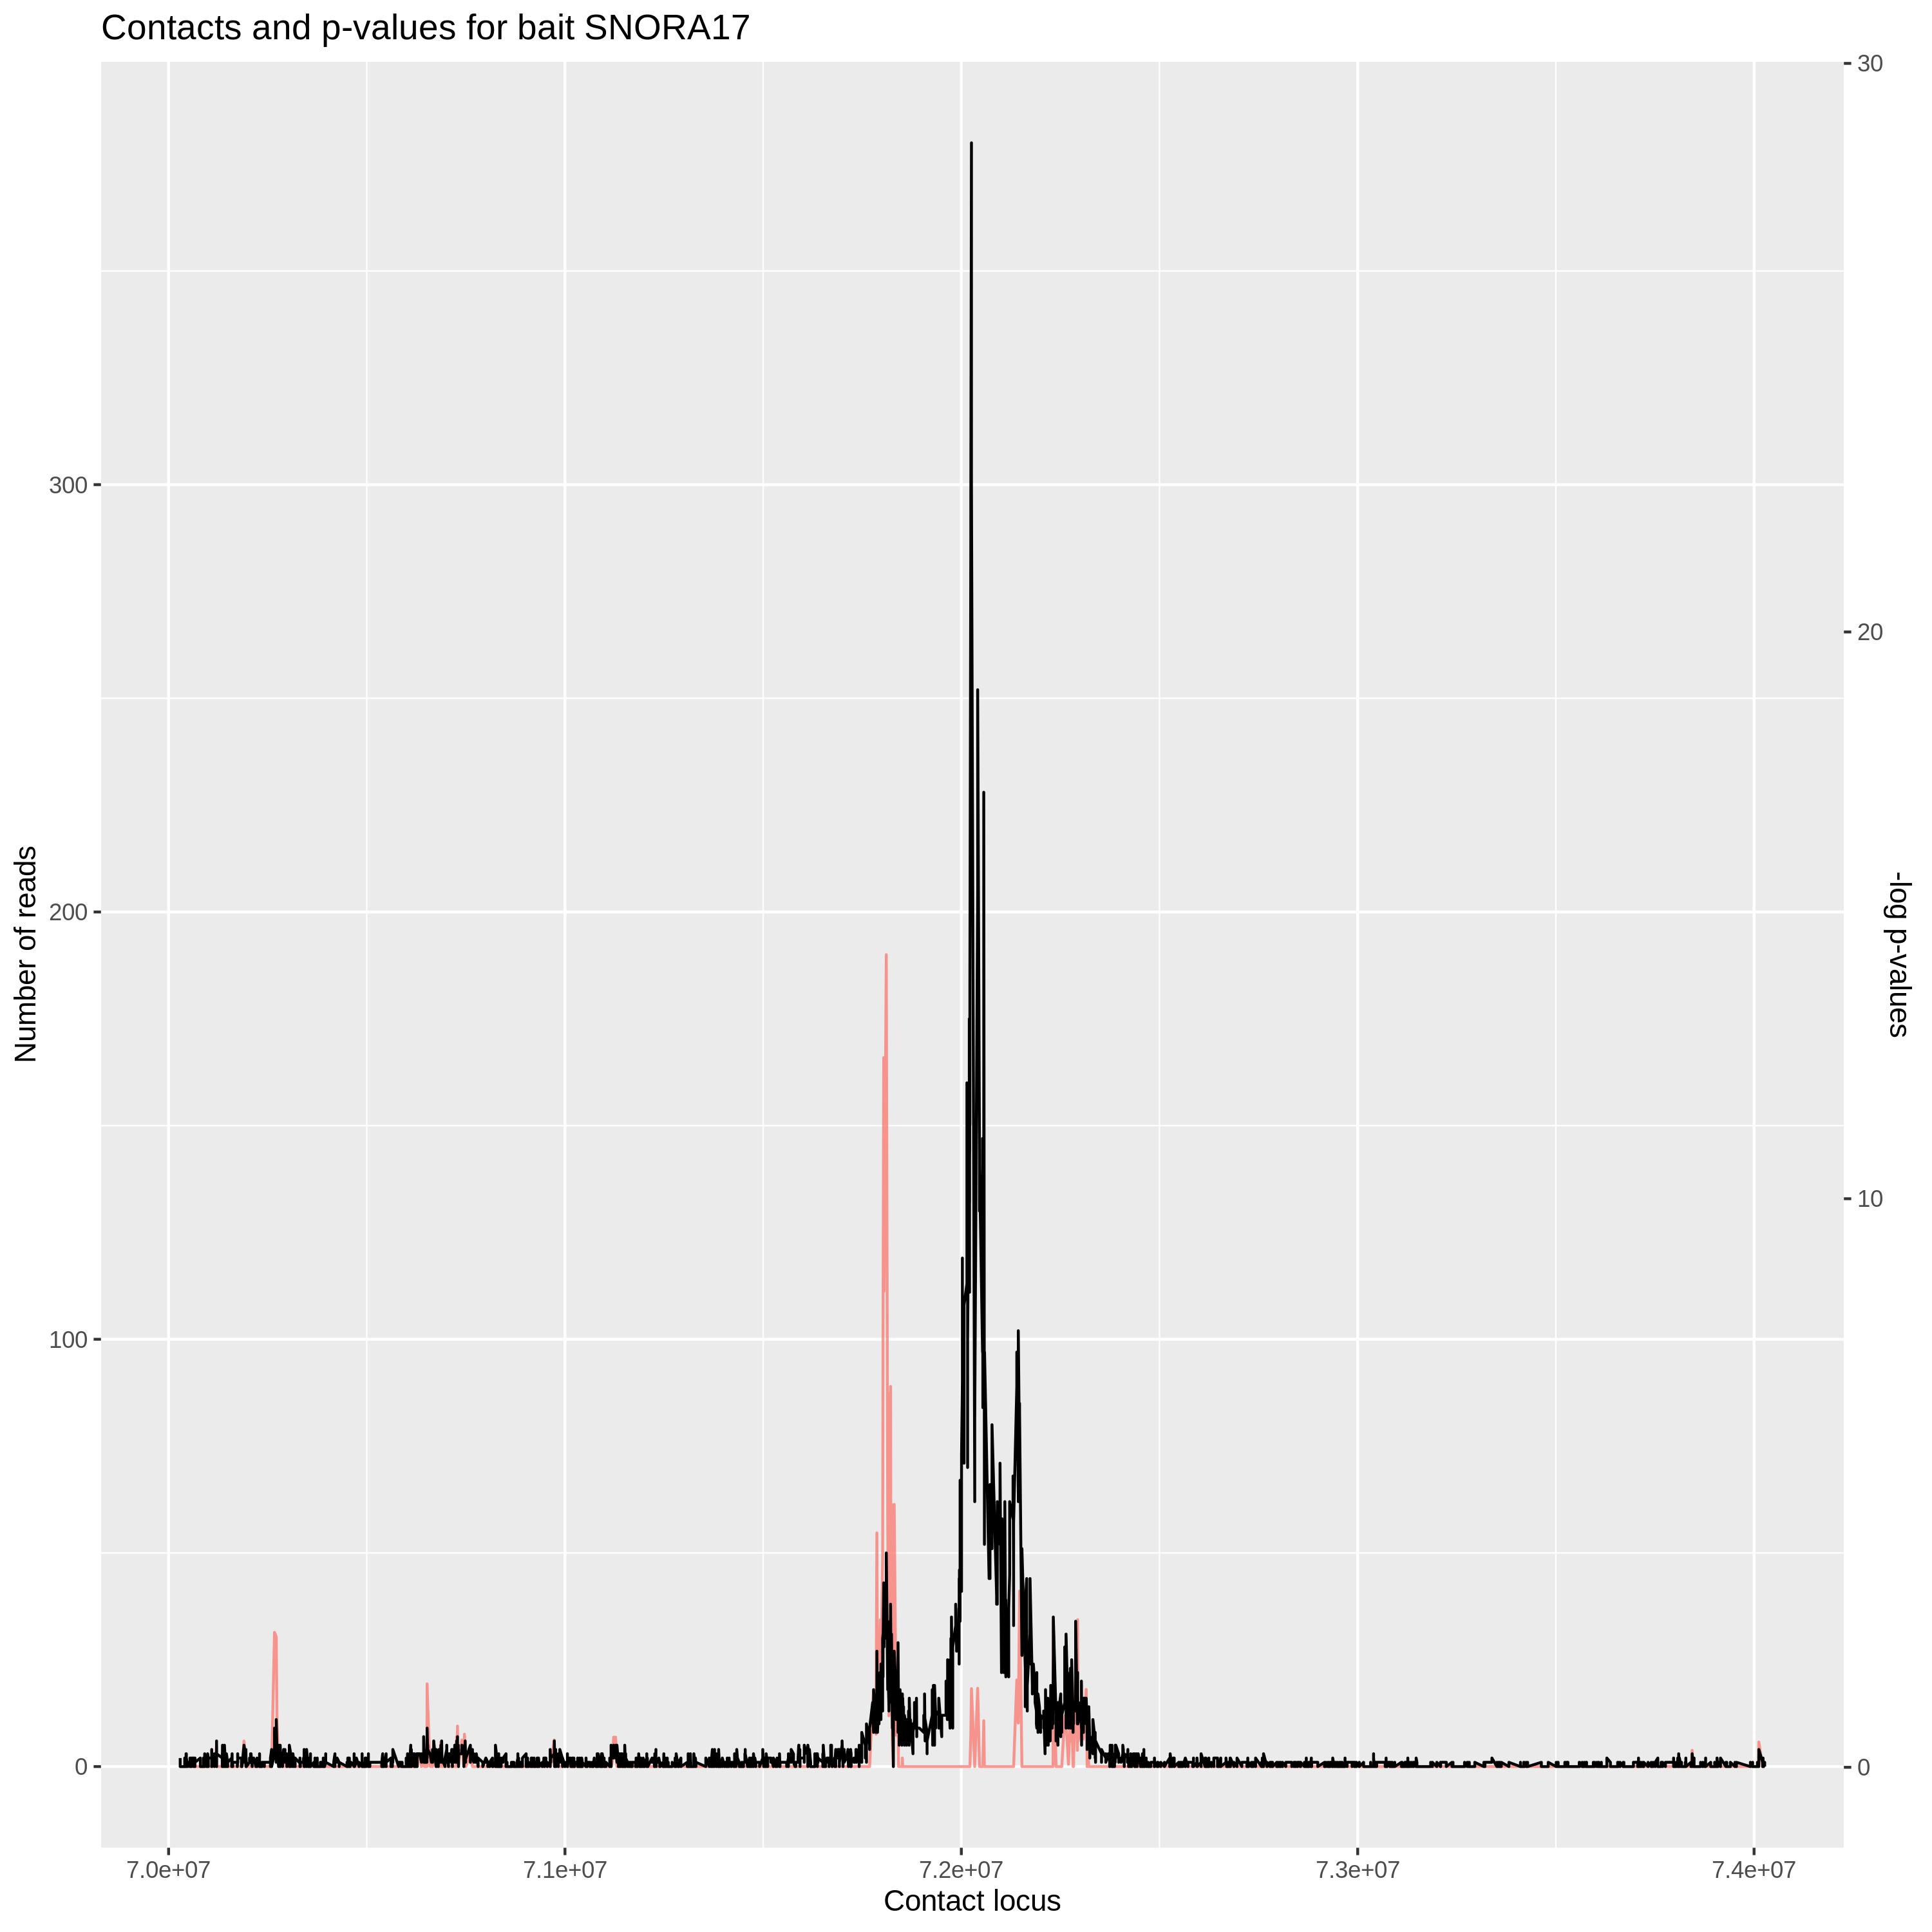 Contacts and p-values for bait SNORA17
30
20
10
0
-log p-values
300
200
100
0
Number of reads
7.0e+07 7.1e+07 7.2e+07 7.3e+07 7.4e+07
Contact locus